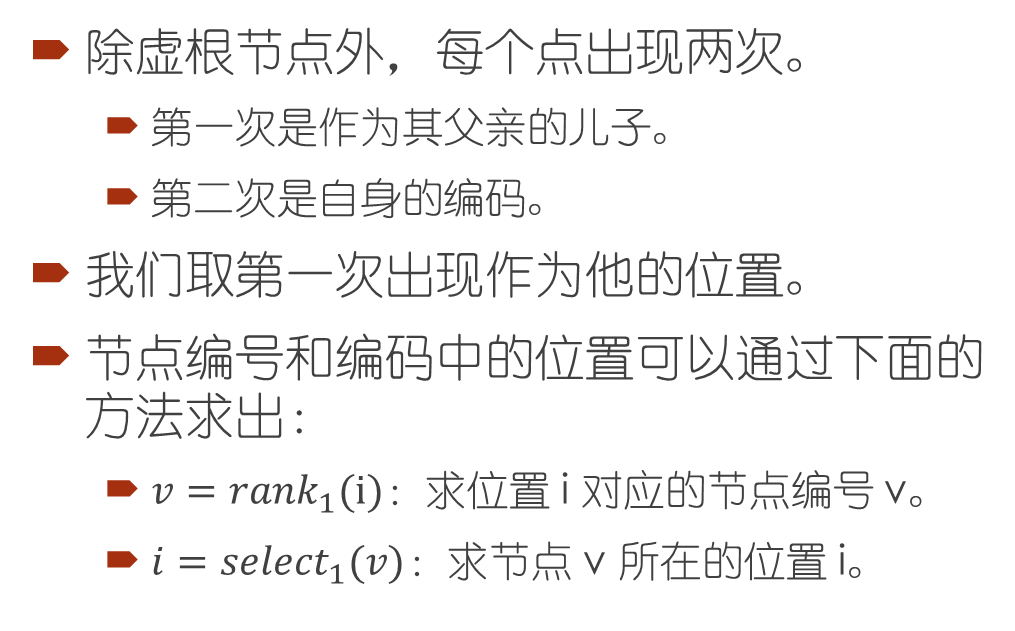 除虚根节点外，每个点出现两次。
第一次是作为其父亲的儿子。
第二次是自身的编码。
我们取第一次出现作为他的位置。
节点编号和编码中的位置可以通过下面的
方法求出：
v = rank₁(i)：求位置 i 对应的节点编号 v。
i = select₁(v)：求节点 v 所在的位置 i。